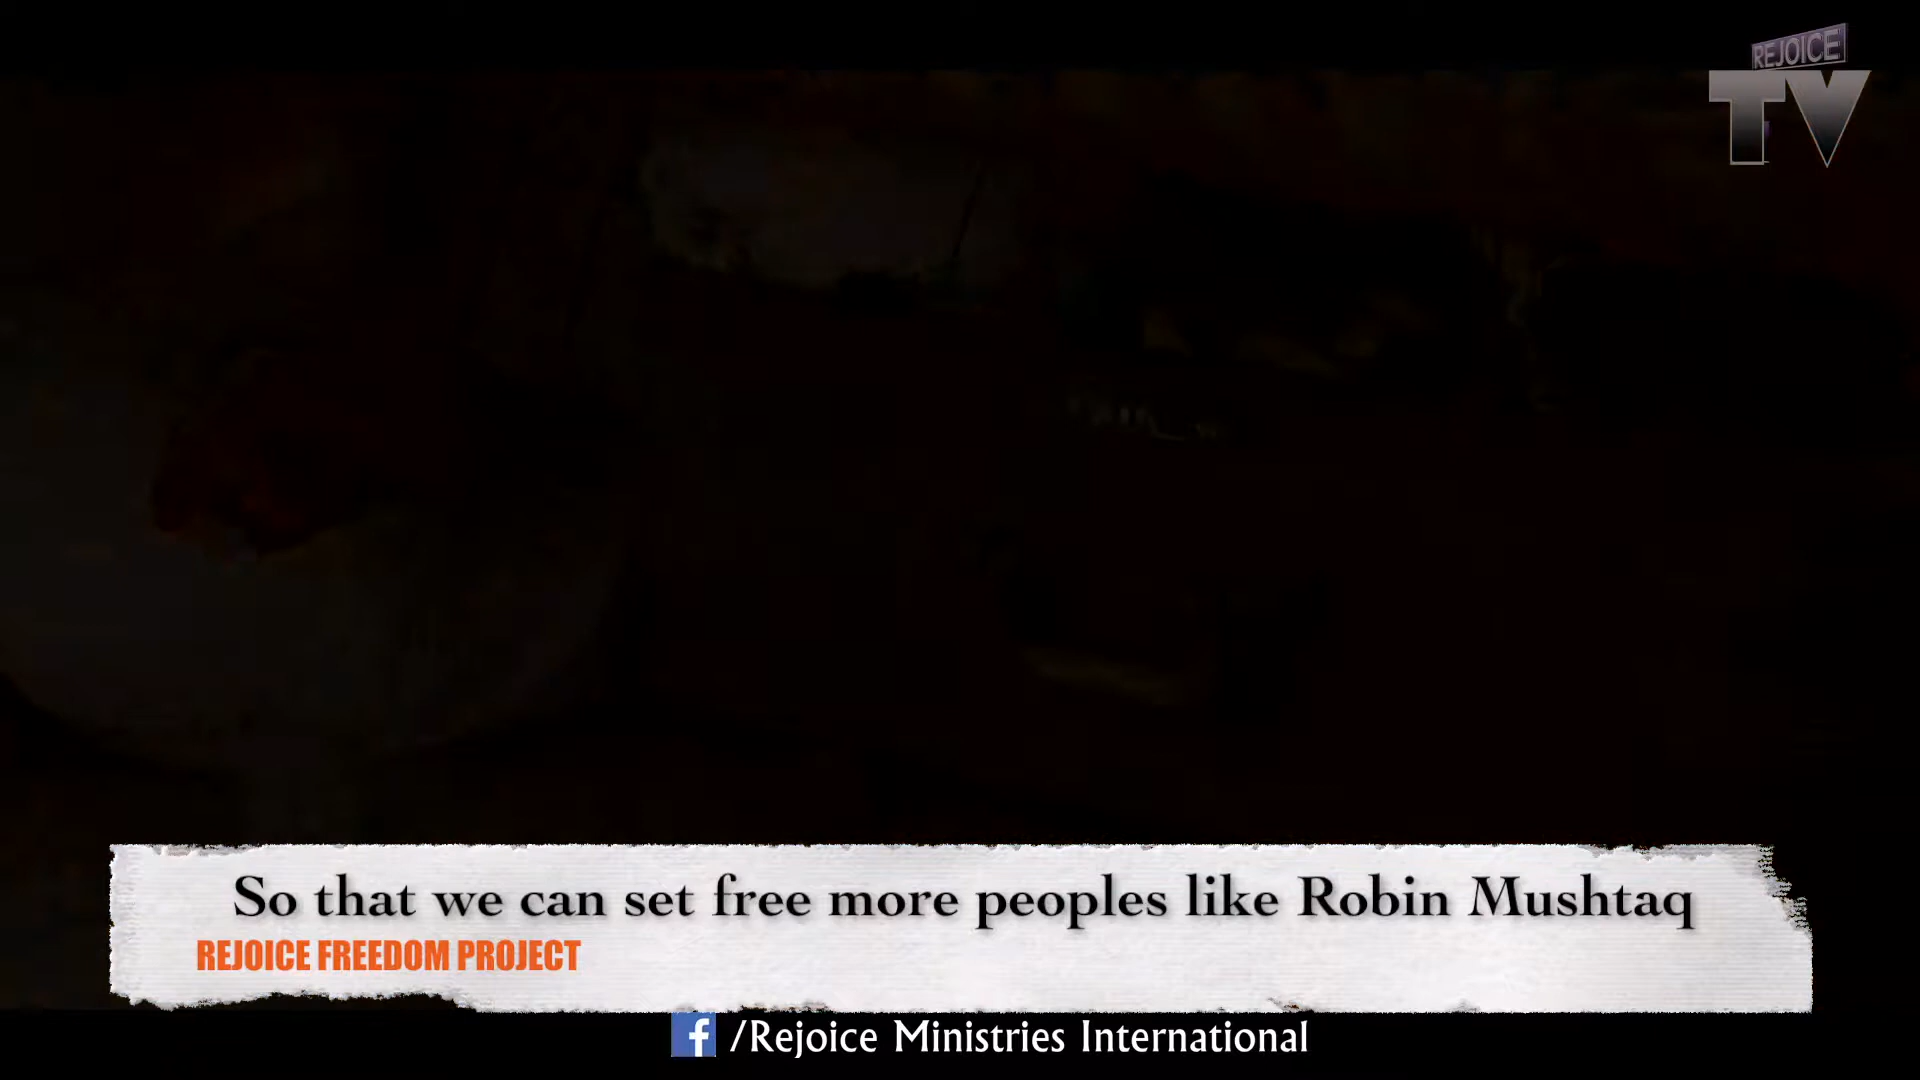 REJOICE
TV
So that we can set free more peoples like Robin Mushtaq
REJOICE FREEDOM PROJECT
f /Rejoice Ministries International